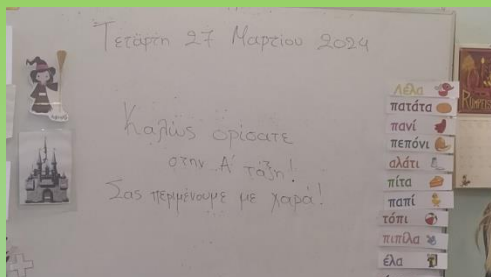 Τετάρτη 27 Μαρτίου 2024
Καλώς ορίσατε
στην Α΄ τάξη!
Σας περιμένουμε με χαρά!
Λέλα
πατάτα
πανί
πεπόνι
αλάτι
πίτα
παπί
τόπι
πιπίλα
έλα